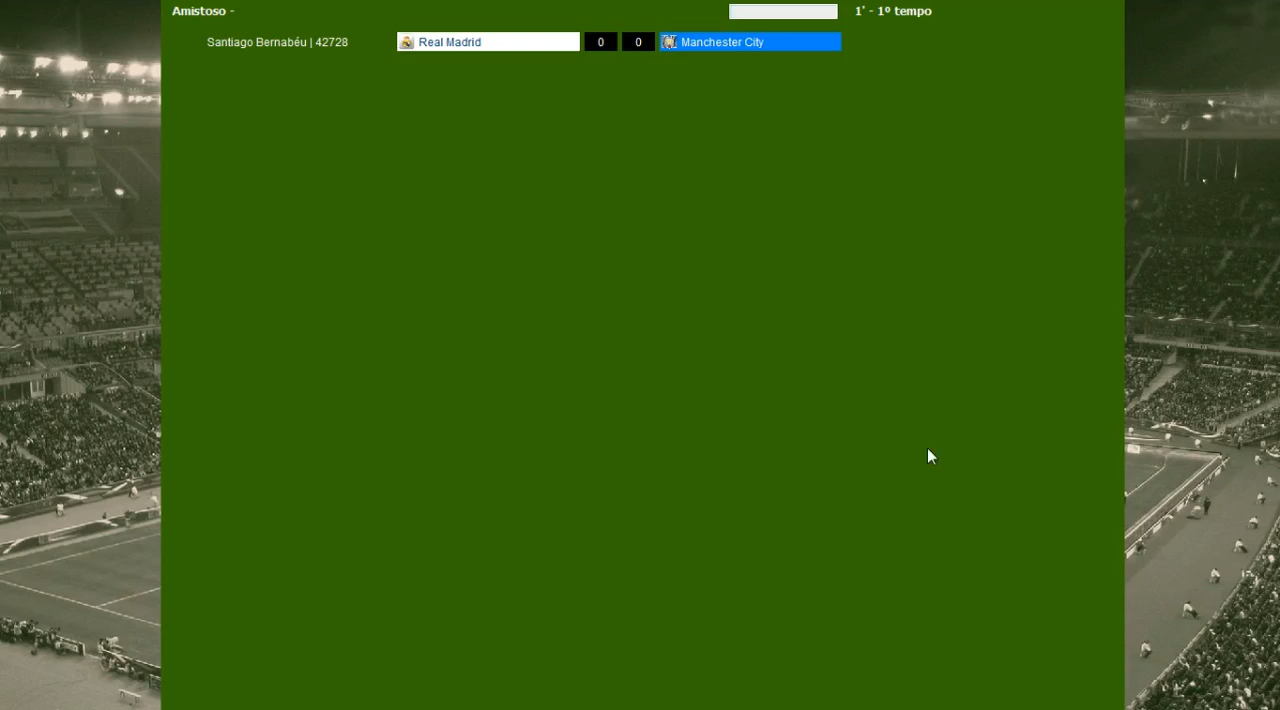 Amistoso - 1' - 1º tempo
Santiago Bernabéu | 42728 Real Madrid 0 0 Manchester City